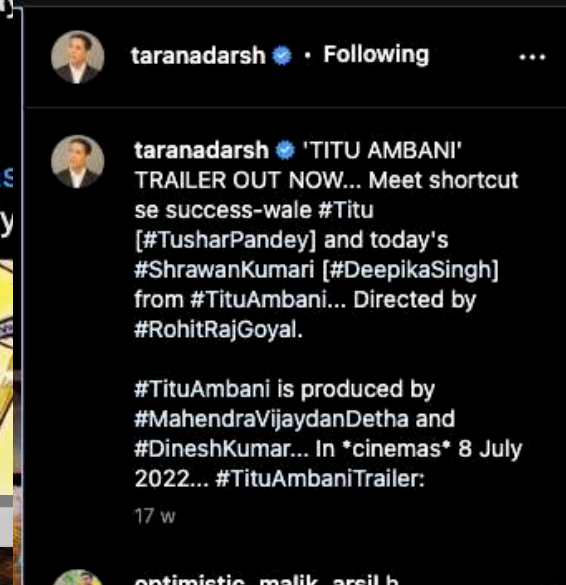 taranadarsh • Following
taranadarsh 'TITU AMBANI'
TRAILER OUT NOW... Meet shortcut
se success-wale #Titu
[#TusharPandey] and today's
#ShrawanKumari [#DeepikaSingh]
from #TituAmbani... Directed by
#RohitRajGoyal.
#TituAmbani is produced by
#MahendraVijaydanDetha and
#DineshKumar... In *cinemas* 8 July
2022... #TituAmbaniTrailer:
17 w
optimistic_malik_arsil.b